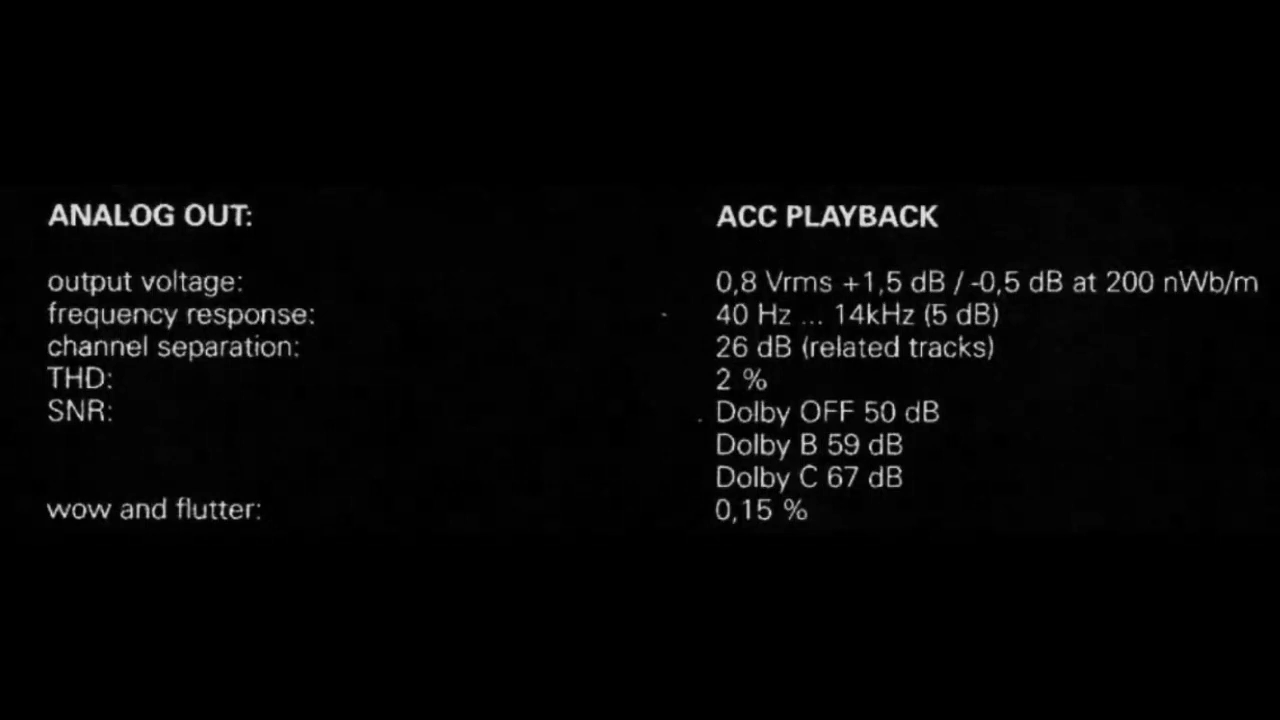 ANALOG OUT: ACC PLAYBACK
output voltage: 0,8 Vrms +1,5 dB / -0,5 dB at 200 nWb/m
frequency response: 40 Hz ... 14kHz (5 dB)
channel separation: 26 dB (related tracks)
THD: 2 %
SNR: Dolby OFF 50 dB
Dolby B 59 dB
Dolby C 67 dB
wow and flutter: 0,15 %